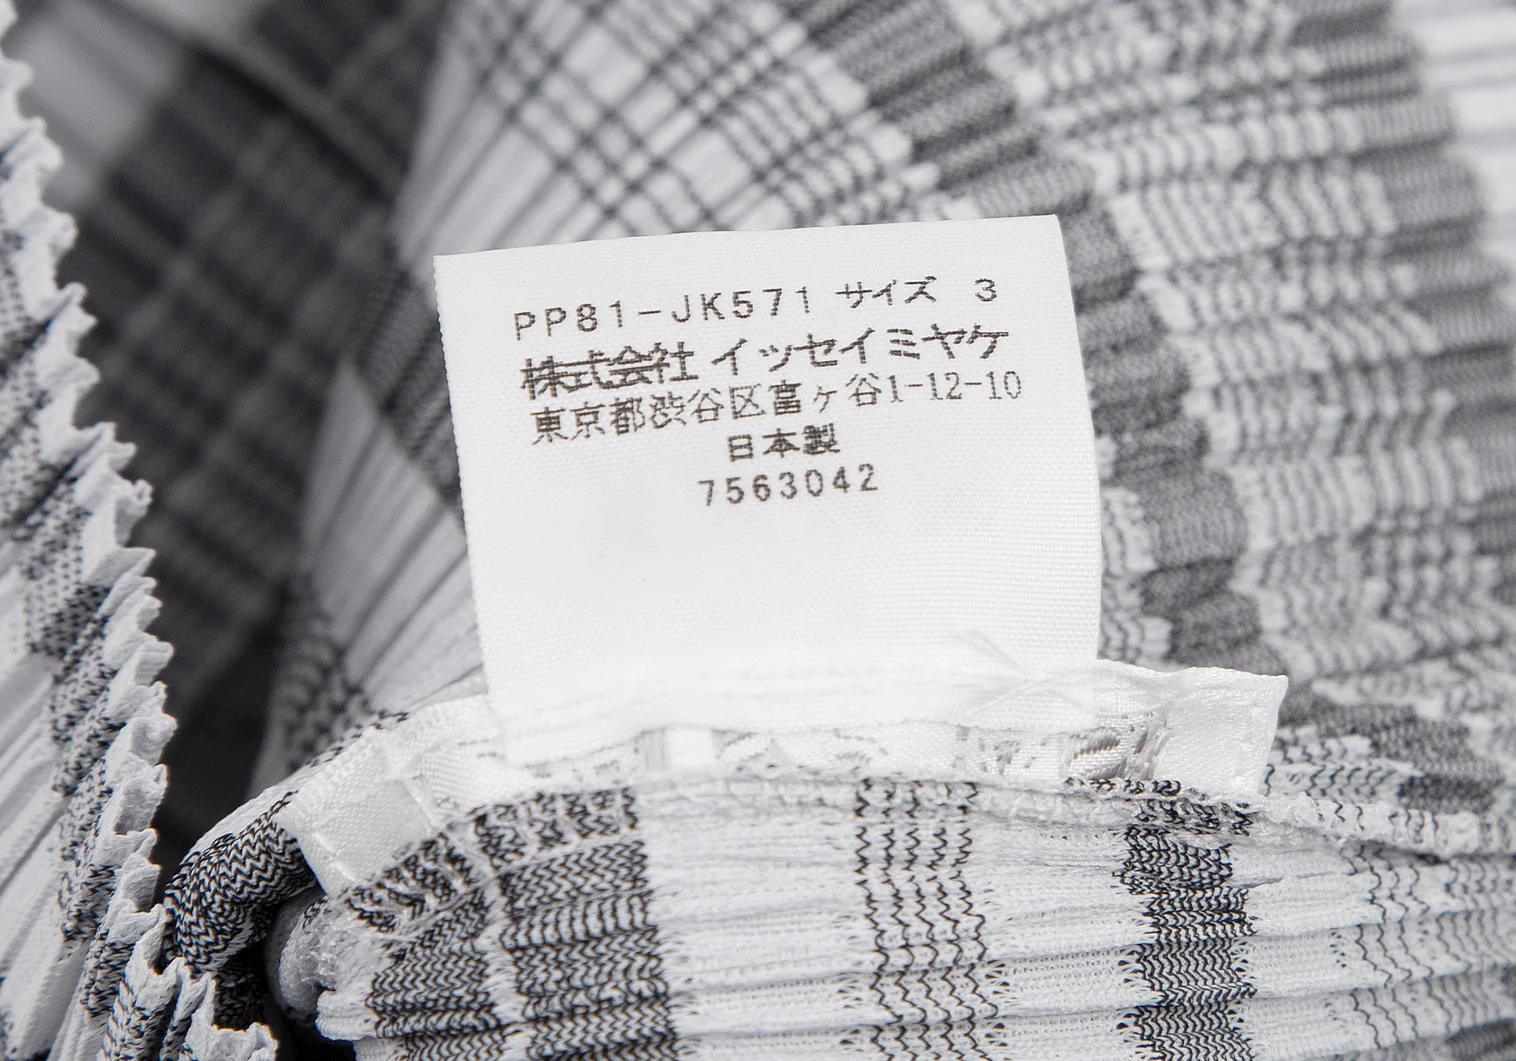 PP81-JK571 サイズ 3
株式会社 イッセイミヤケ
東京都渋谷区富ヶ谷1-12-10
日本製
7563042